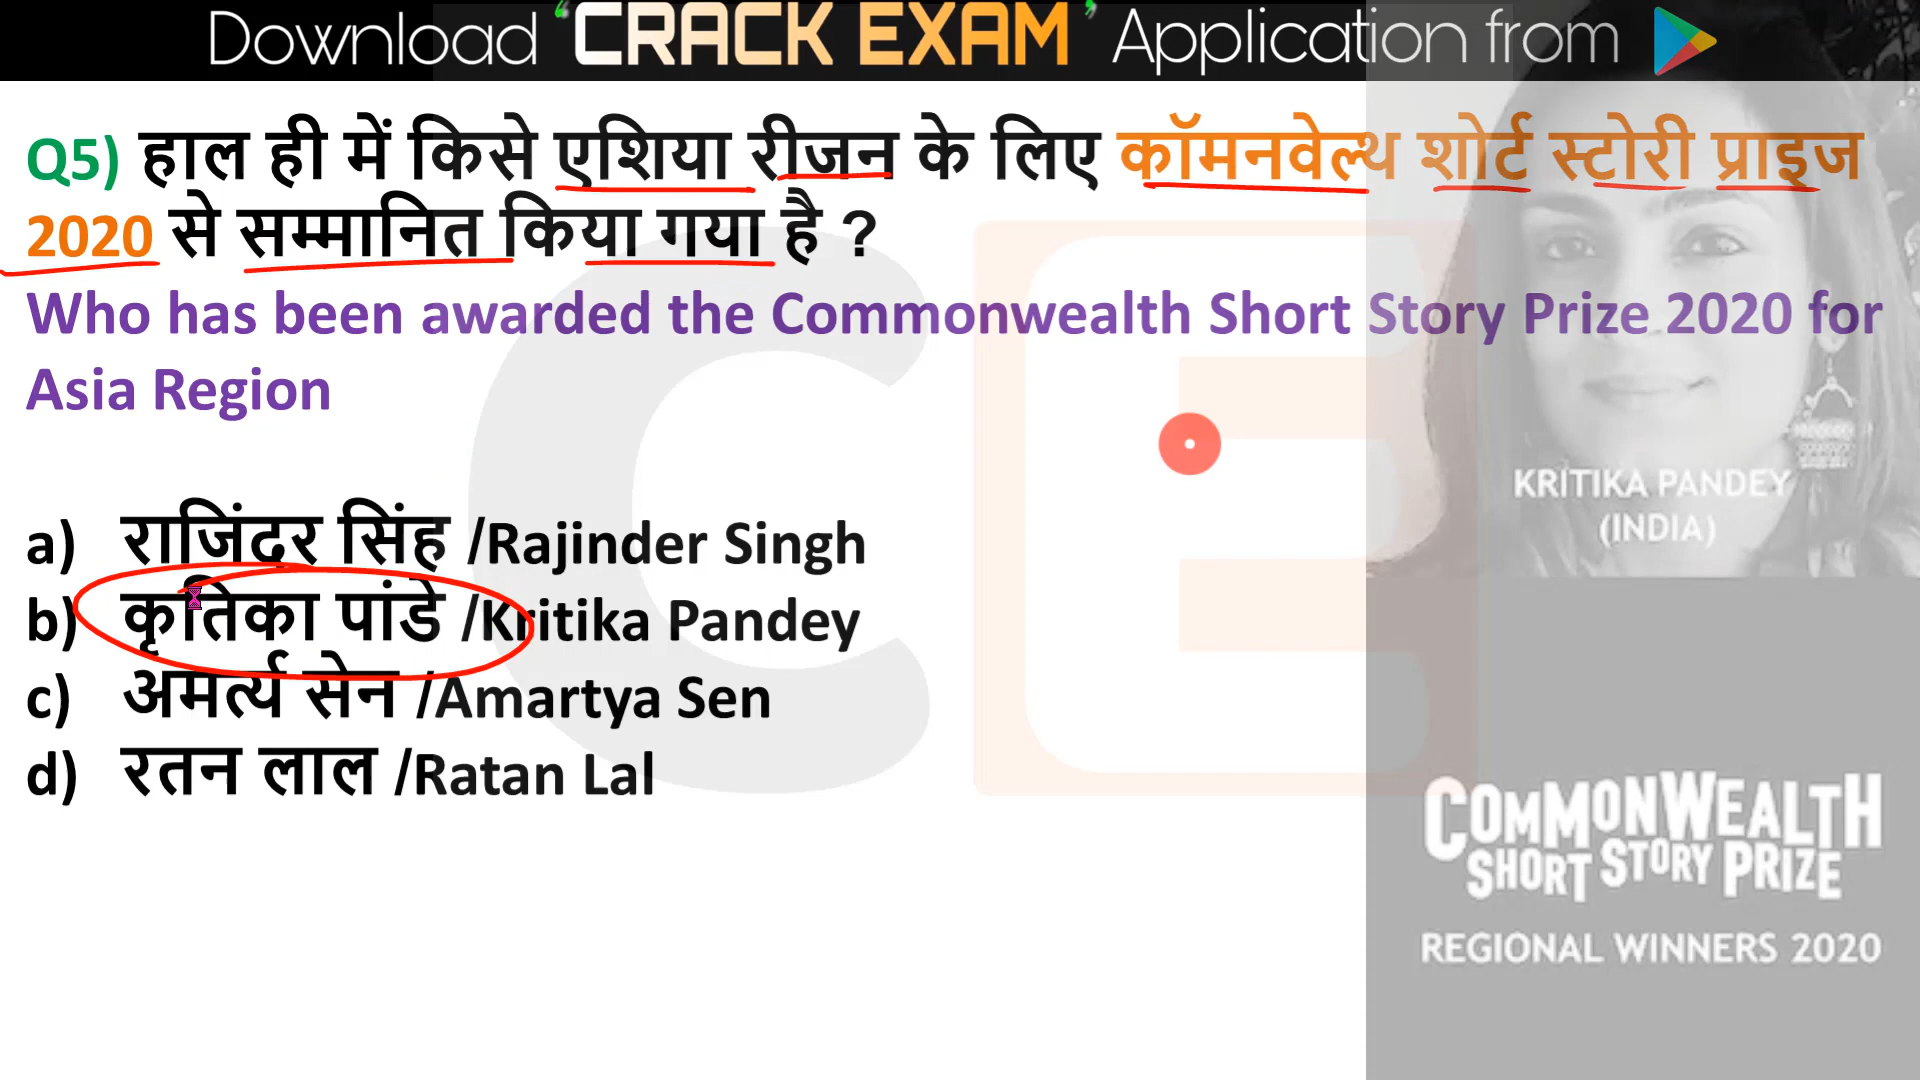 Download ‘CRACK EXAM’ Application from
Q5) हाल ही में किसे एशिया रीजन के लिए कॉमनवेल्थ शोर्ट स्टोरी प्राइज
2020 से सम्मानित किया गया है ?
Who has been awarded the Commonwealth Short Story Prize 2020 for
Asia Region
a) राजिंदर सिंह /Rajinder Singh
b) कृतिका पांडे /Kritika Pandey
c) अमर्त्य सेन /Amartya Sen
d) रतन लाल /Ratan Lal
CE
KRITIKA PANDEY
(INDIA)
COMMONWEALTH
SHORT STORY PRIZE
REGIONAL WINNERS 2020